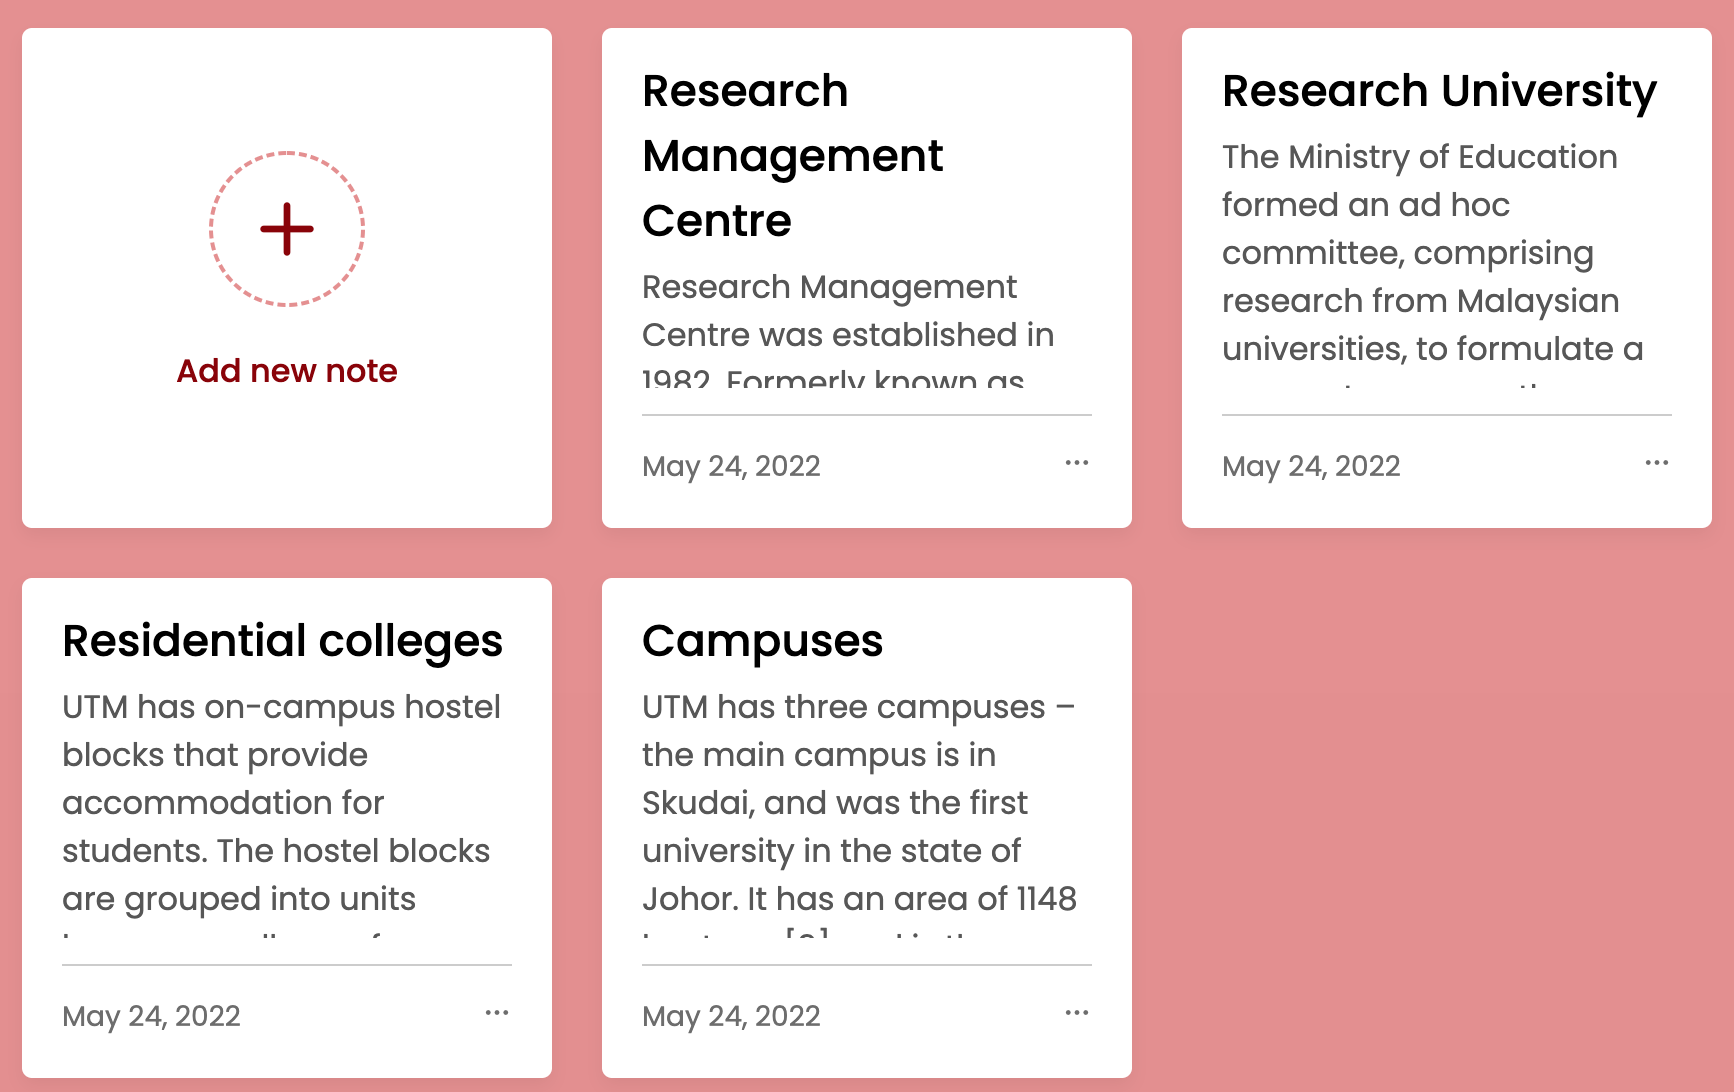 Add new note
Research
Management
Centre
Research Management
Centre was established in
1982. Formerly known as
May 24, 2022
Research University
The Ministry of Education
formed an ad hoc
committee, comprising
research from Malaysian
universities, to formulate a
May 24, 2022
Residential colleges
UTM has on-campus hostel
blocks that provide
accommodation for
students. The hostel blocks
are grouped into units
May 24, 2022
Campuses
UTM has three campuses –
the main campus is in
Skudai, and was the first
university in the state of
Johor. It has an area of 1148
May 24, 2022